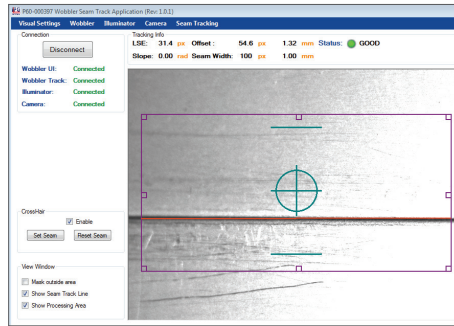 P60-000397 Wobbler Seam Track Application (Rev: 1.0.1)
Visual Settings Wobbler Illuminator Camera Seam Tracking
Connection
Disconnect
Wobbler UI: Connected
Wobbler Track: Connected
Illuminator: Connected
Camera: Connected
Tracking Info
LSE: 31.4 px Offset : 54.6 px 1.32 mm Status: GOOD
Slope: 0.00 rad Seam Width: 100 px 1.00 mm
CrossHair
Enable
Set Seam Reset Seam
View Window
Mask outside area
Show Seam Track Line
Show Processing Area